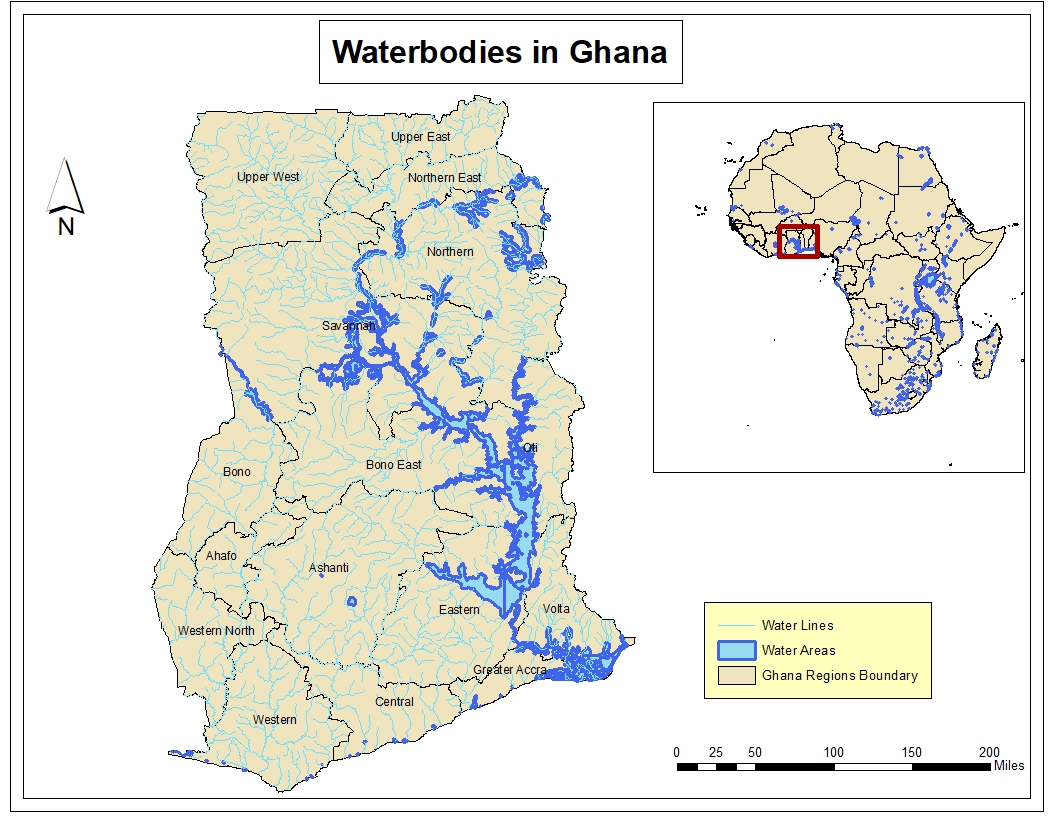 Waterbodies in Ghana
Upper East
Upper West
Northern East
N
Northern
Savannah
Oti
Bono East
Bono
Ahafo
Ashanti
Eastern
Volta
Western North
Greater Accra
Central
Western
Water Lines
Water Areas
Ghana Regions Boundary
0 25 50 100 150 200
Miles